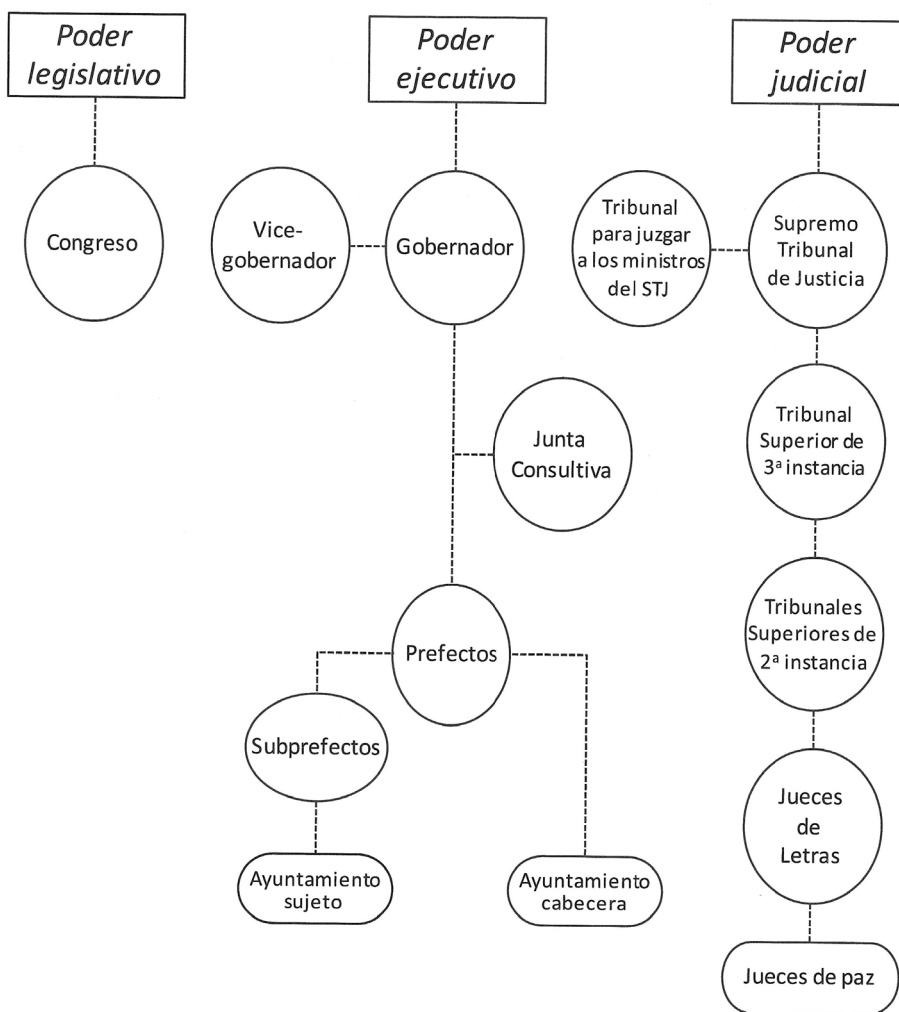 Poder
legislativo
Poder
ejecutivo
Poder
judicial
Congreso
Vice-
gobernador
Gobernador
Tribunal
para juzgar
a los ministros
del STJ
Supremo
Tribunal
de Justicia
Junta
Consultiva
Tribunal
Superior de
3ª instancia
Prefectos
Tribunales
Superiores de
2ª instancia
Subprefectos
Jueces
de
Letras
Ayuntamiento
sujeto
Ayuntamiento
cabecera
Jueces de paz